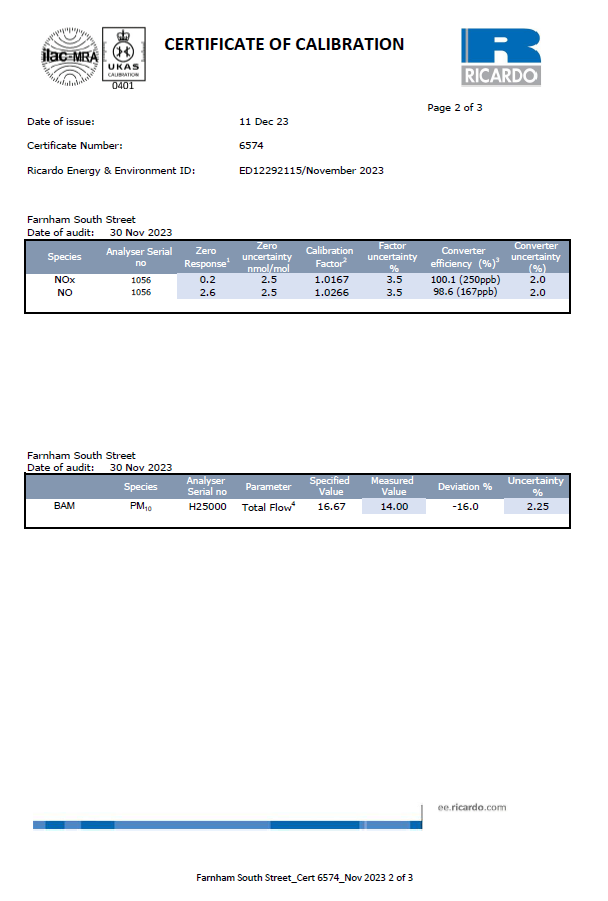 CERTIFICATE OF CALIBRATION
ilac-MRA
UKAS
CALIBRATION
0401
RICARDO
Page 2 of 3
Date of issue: 11 Dec 23
Certificate Number: 6574
Ricardo Energy & Environment ID: ED12292115/November 2023
Farnham South Street
Date of audit: 30 Nov 2023
Species Analyser Serial no Zero Response¹ Zero uncertainty nmol/mol Calibration Factor² Factor uncertainty % Converter efficiency (%)³ Converter uncertainty (%)
NOx 1056 0.2 2.5 1.0167 3.5 100.1 (250ppb) 2.0
NO 1056 2.6 2.5 1.0266 3.5 98.6 (167ppb) 2.0
Farnham South Street
Date of audit: 30 Nov 2023
Species Analyser Serial no Parameter Specified Value Measured Value Deviation % Uncertainty %
BAM PM₁₀ H25000 Total Flow⁴ 16.67 14.00 -16.0 2.25
ee.ricardo.com
Farnham South Street_Cert 6574_Nov 2023 2 of 3